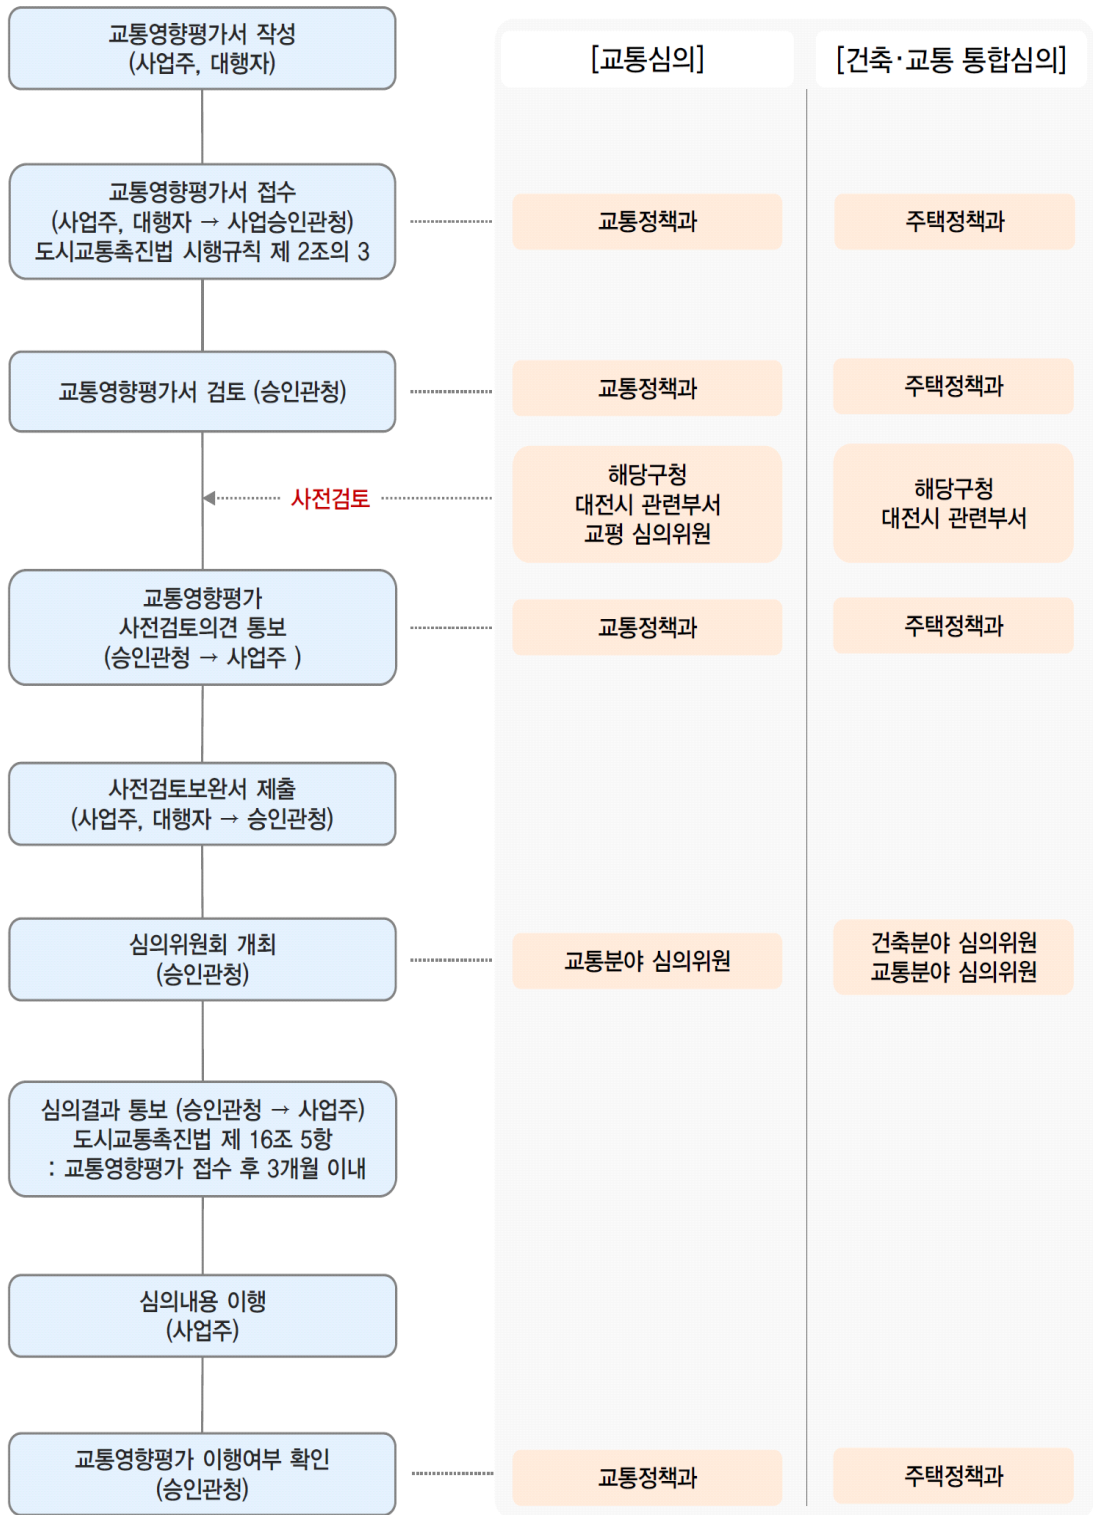 교통영향평가서 작성
(사업주, 대행자)
[교통심의]
[건축·교통 통합심의]
교통영향평가서 접수
(사업주, 대행자 → 사업승인관청)
도시교통촉진법 시행규칙 제 2조의 3
교통정책과
주택정책과
교통영향평가서 검토 (승인관청)
교통정책과
주택정책과
사전검토
해당구청
대전시 관련부서
교평 심의위원
해당구청
대전시 관련부서
교통영향평가
사전검토의견 통보
(승인관청 → 사업주 )
교통정책과
주택정책과
사전검토보완서 제출
(사업주, 대행자 → 승인관청)
심의위원회 개최
(승인관청)
교통분야 심의위원
건축분야 심의위원
교통분야 심의위원
심의결과 통보 (승인관청 → 사업주)
도시교통촉진법 제 16조 5항
: 교통영향평가 접수 후 3개월 이내
심의내용 이행
(사업주)
교통영향평가 이행여부 확인
(승인관청)
교통정책과
주택정책과